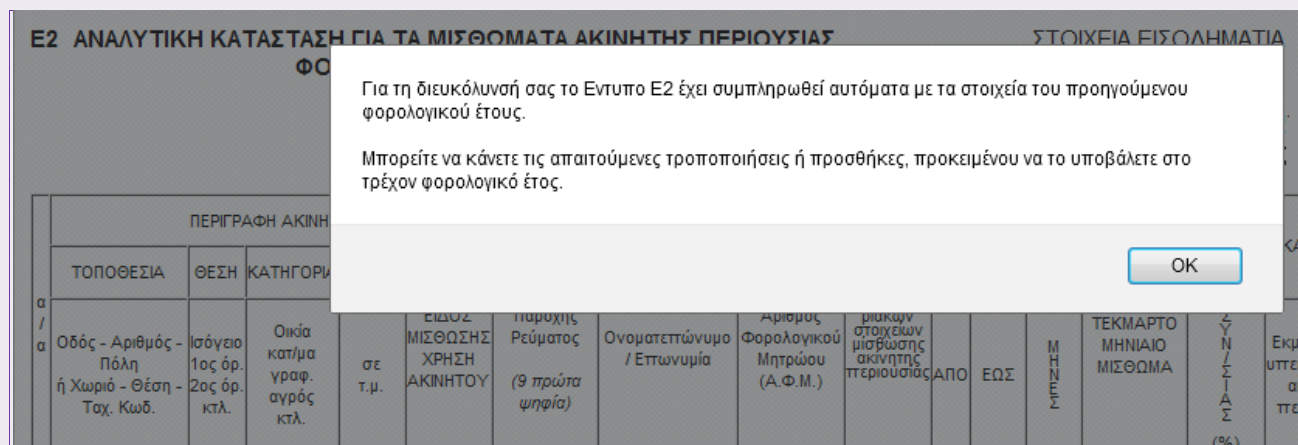 Ε2 ΑΝΑΛΥΤΙΚΗ ΚΑΤΑΣΤΑΣΗ ΓΙΑ ΤΑ ΜΙΣΘΩΜΑΤΑ ΑΚΙΝΗΤΗΣ ΠΕΡΙΟΥΣΙΑΣ
ΣΤΟΙΧΕΙΑ ΕΙΣΟΔΗΜΑΤΙΑ
Για τη διευκόλυνσή σας το Εντυπο Ε2 έχει συμπληρωθεί αυτόματα με τα στοιχεία του προηγούμενου
φορολογικού έτους.
Μπορείτε να κάνετε τις απαιτούμενες τροποποιήσεις ή προσθήκες, προκειμένου να το υποβάλετε στο
τρέχον φορολογικό έτος.
OK
ΤΟΠΟΘΕΣΙΑ
ΘΕΣΗ
α
/
α
Οδός - Αριθμός -
Πόλη
ή Χωριό - Θέση -
Ταχ. Κωδ.
Ισόγειο
1ος όρ.
2ος όρ.
κτλ.
Οικία
κατ/μα
γραφ.
αγρός
κτλ.
σε
τ.μ.
ΕΙΔΟΣ
ΜΙΣΘΩΣΗΣ
ΧΡΗΣΗ
ΑΚΙΝΗΤΟΥ
Παροχής
Ρεύματος
(9 πρώτα
ψηφία)
Ονοματεπώνυμο
/ Επωνυμία
Αριθμός
Φορολογικού
Μητρώου
(Α.Φ.Μ.)
στοιχείων
μίσθωσης
ακίνητης
περιουσίας
ΑΠΟ
ΕΩΣ
ΜΗΝΕΣ
ΤΕΚΜΑΡΤΟ
ΜΗΝΙΑΙΟ
ΜΙΣΘΩΜΑ
(%)